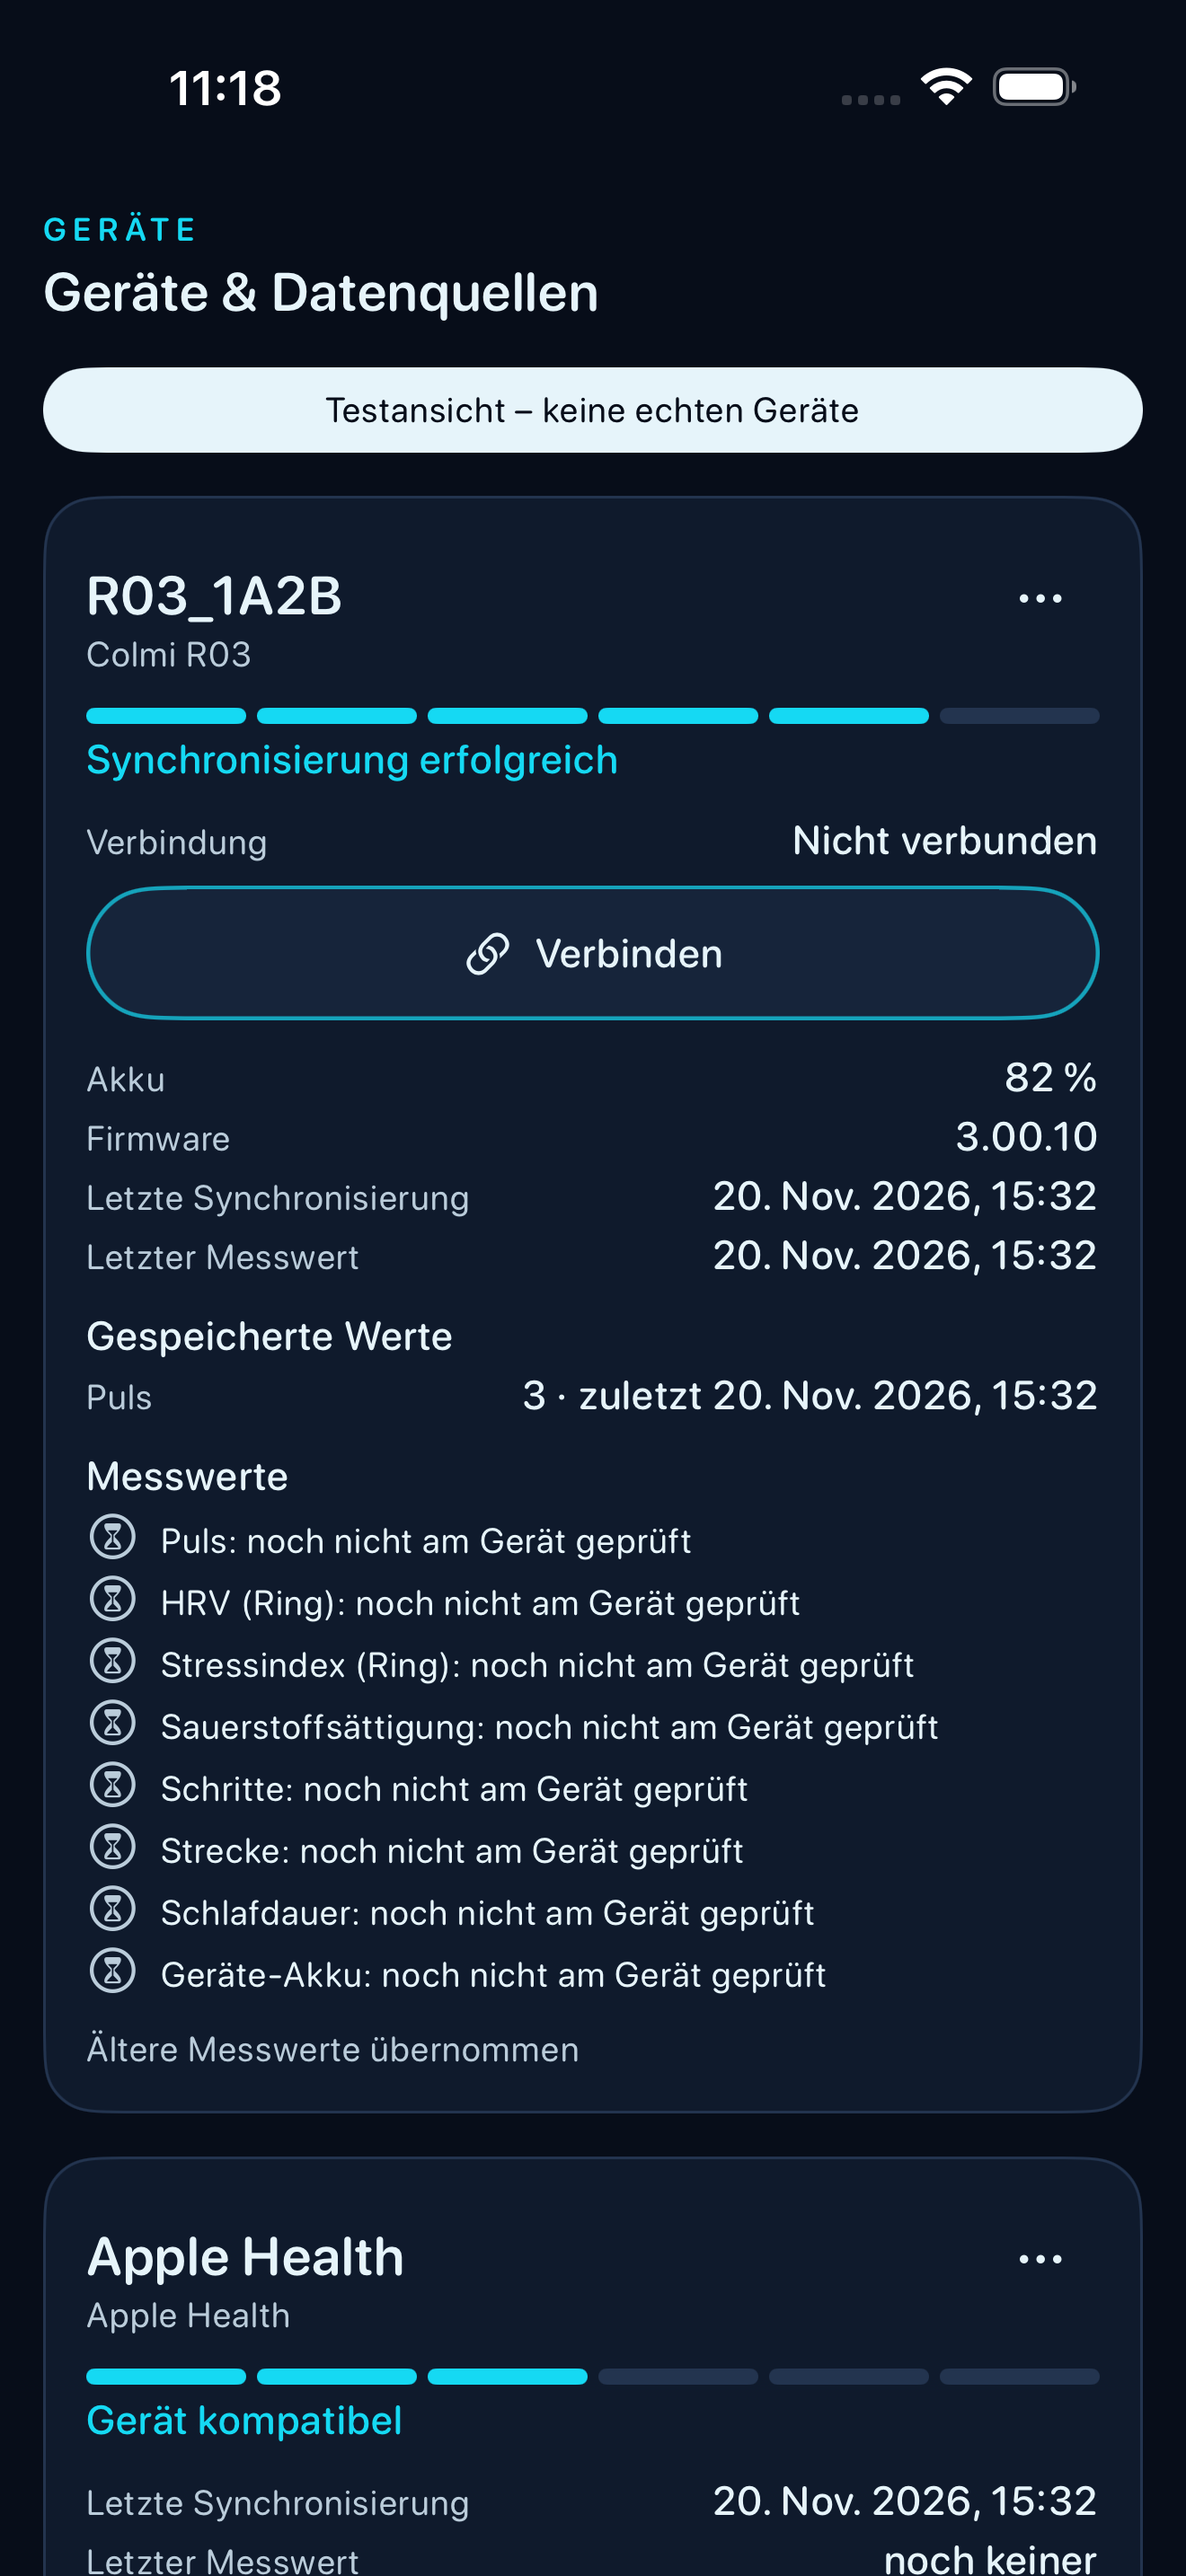 11:18
GERÄTE
Geräte & Datenquellen
Testansicht – keine echten Geräte
R03_1A2B
Colmi R03
Synchronisierung erfolgreich
Verbindung Nicht verbunden
Verbinden
Akku 82 %
Firmware 3.00.10
Letzte Synchronisierung 20. Nov. 2026, 15:32
Letzter Messwert 20. Nov. 2026, 15:32
Gespeicherte Werte
Puls 3 · zuletzt 20. Nov. 2026, 15:32
Messwerte
Puls: noch nicht am Gerät geprüft
HRV (Ring): noch nicht am Gerät geprüft
Stressindex (Ring): noch nicht am Gerät geprüft
Sauerstoffsättigung: noch nicht am Gerät geprüft
Schritte: noch nicht am Gerät geprüft
Strecke: noch nicht am Gerät geprüft
Schlafdauer: noch nicht am Gerät geprüft
Geräte-Akku: noch nicht am Gerät geprüft
Ältere Messwerte übernommen
Apple Health
Apple Health
Gerät kompatibel
Letzte Synchronisierung 20. Nov. 2026, 15:32
Letzter Messwert noch keiner